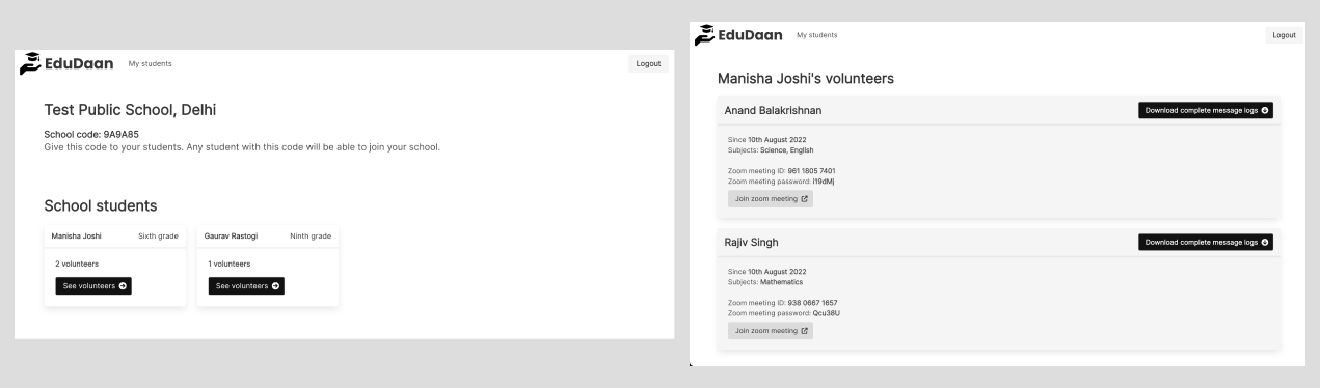 EduDaan My students Logout
Test Public School, Delhi
School code: 9A9A85
Give this code to your students. Any student with this code will be able to join your school.
School students
Manisha Joshi Sixth grade
2 volunteers
See volunteers
Gaurav Rastogi Ninth grade
1 volunteers
See volunteers
EduDaan My students Logout
Manisha Joshi's volunteers
Anand Balakrishnan Download complete message logs
Since 10th August 2022
Subjects: Science, English
Zoom meeting ID: 961 1805 7401
Zoom meeting password: i19dMj
Join zoom meeting
Rajiv Singh Download complete message logs
Since 10th August 2022
Subjects: Mathematics
Zoom meeting ID: 938 0667 1657
Zoom meeting password: Qcu38U
Join zoom meeting